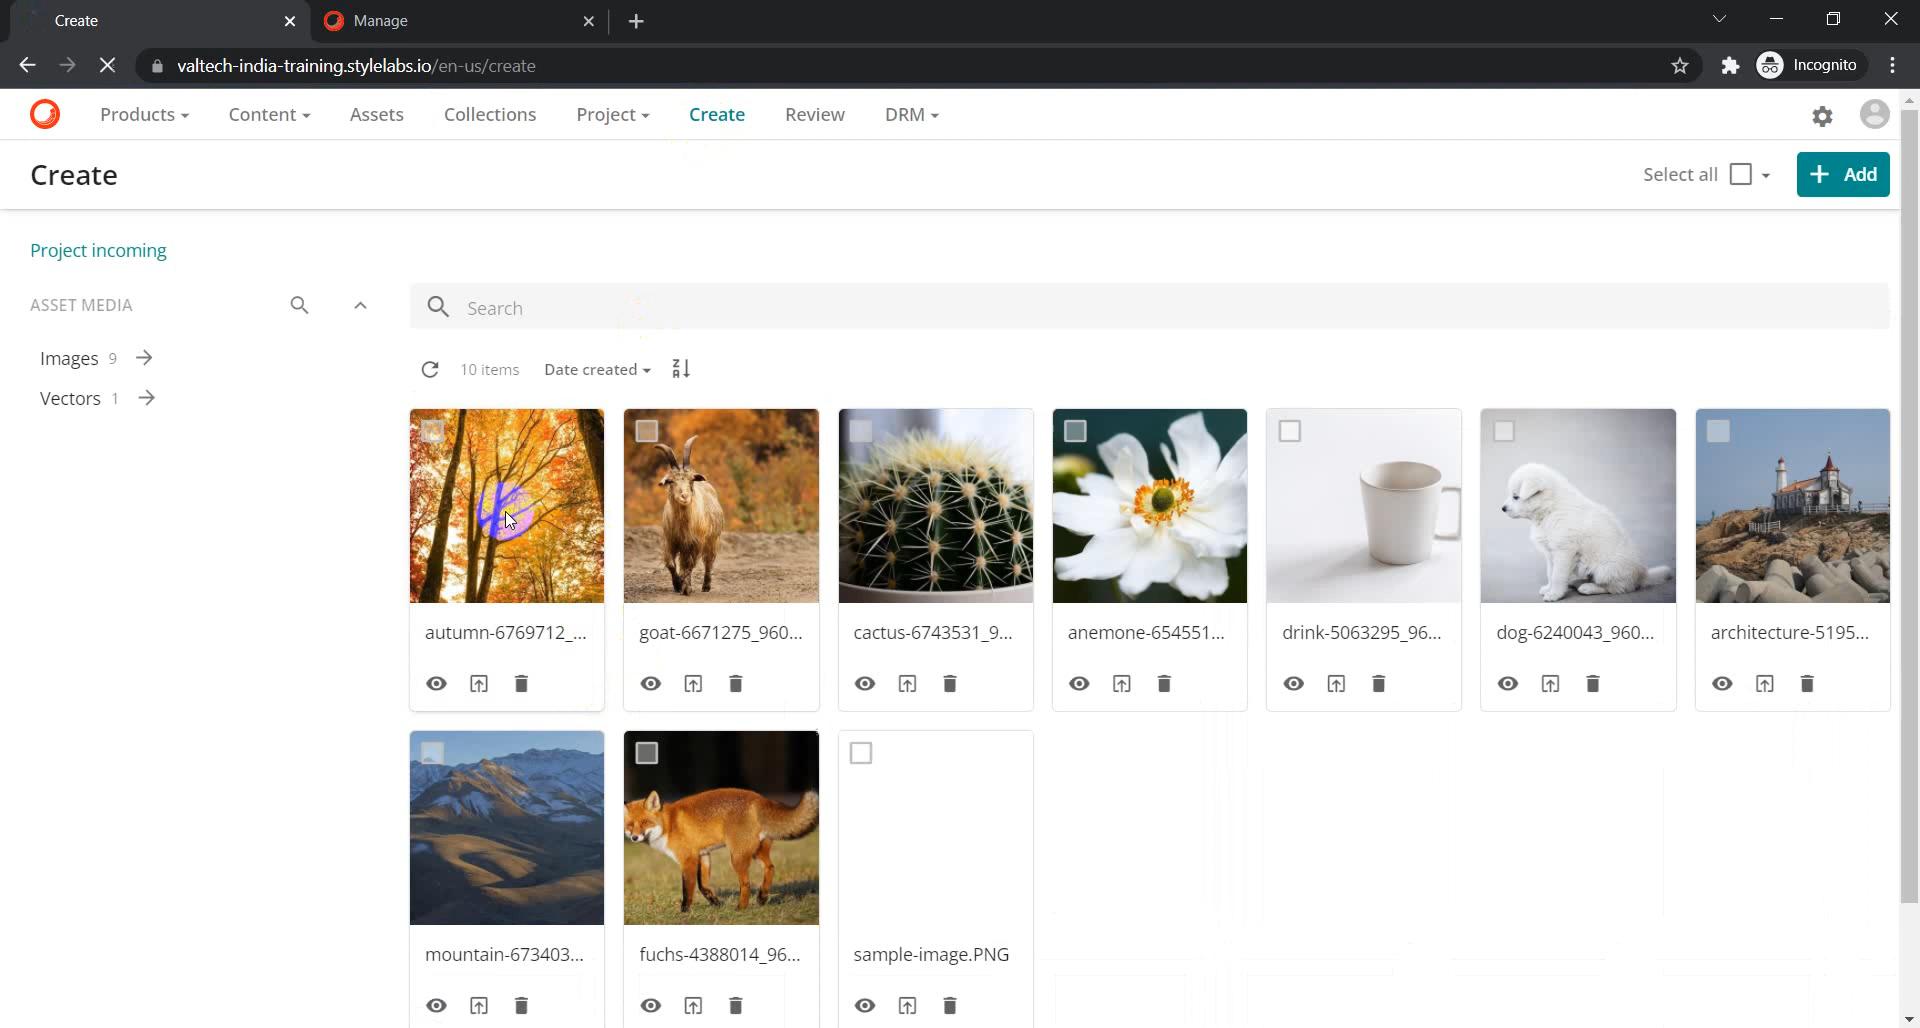 Create
Manage
valtech-india-training.stylelabs.io/en-us/create
Incognito
Products
Content
Assets
Collections
Project
Create
Review
DRM
Create
Select all
Add
Project incoming
ASSET MEDIA
Search
Images 9
Vectors 1
10 items
Date created
autumn-6769712_...
goat-6671275_960...
cactus-6743531_9...
anemone-654551...
drink-5063295_96...
dog-6240043_960...
architecture-5195...
mountain-673403...
fuchs-4388014_96...
sample-image.PNG